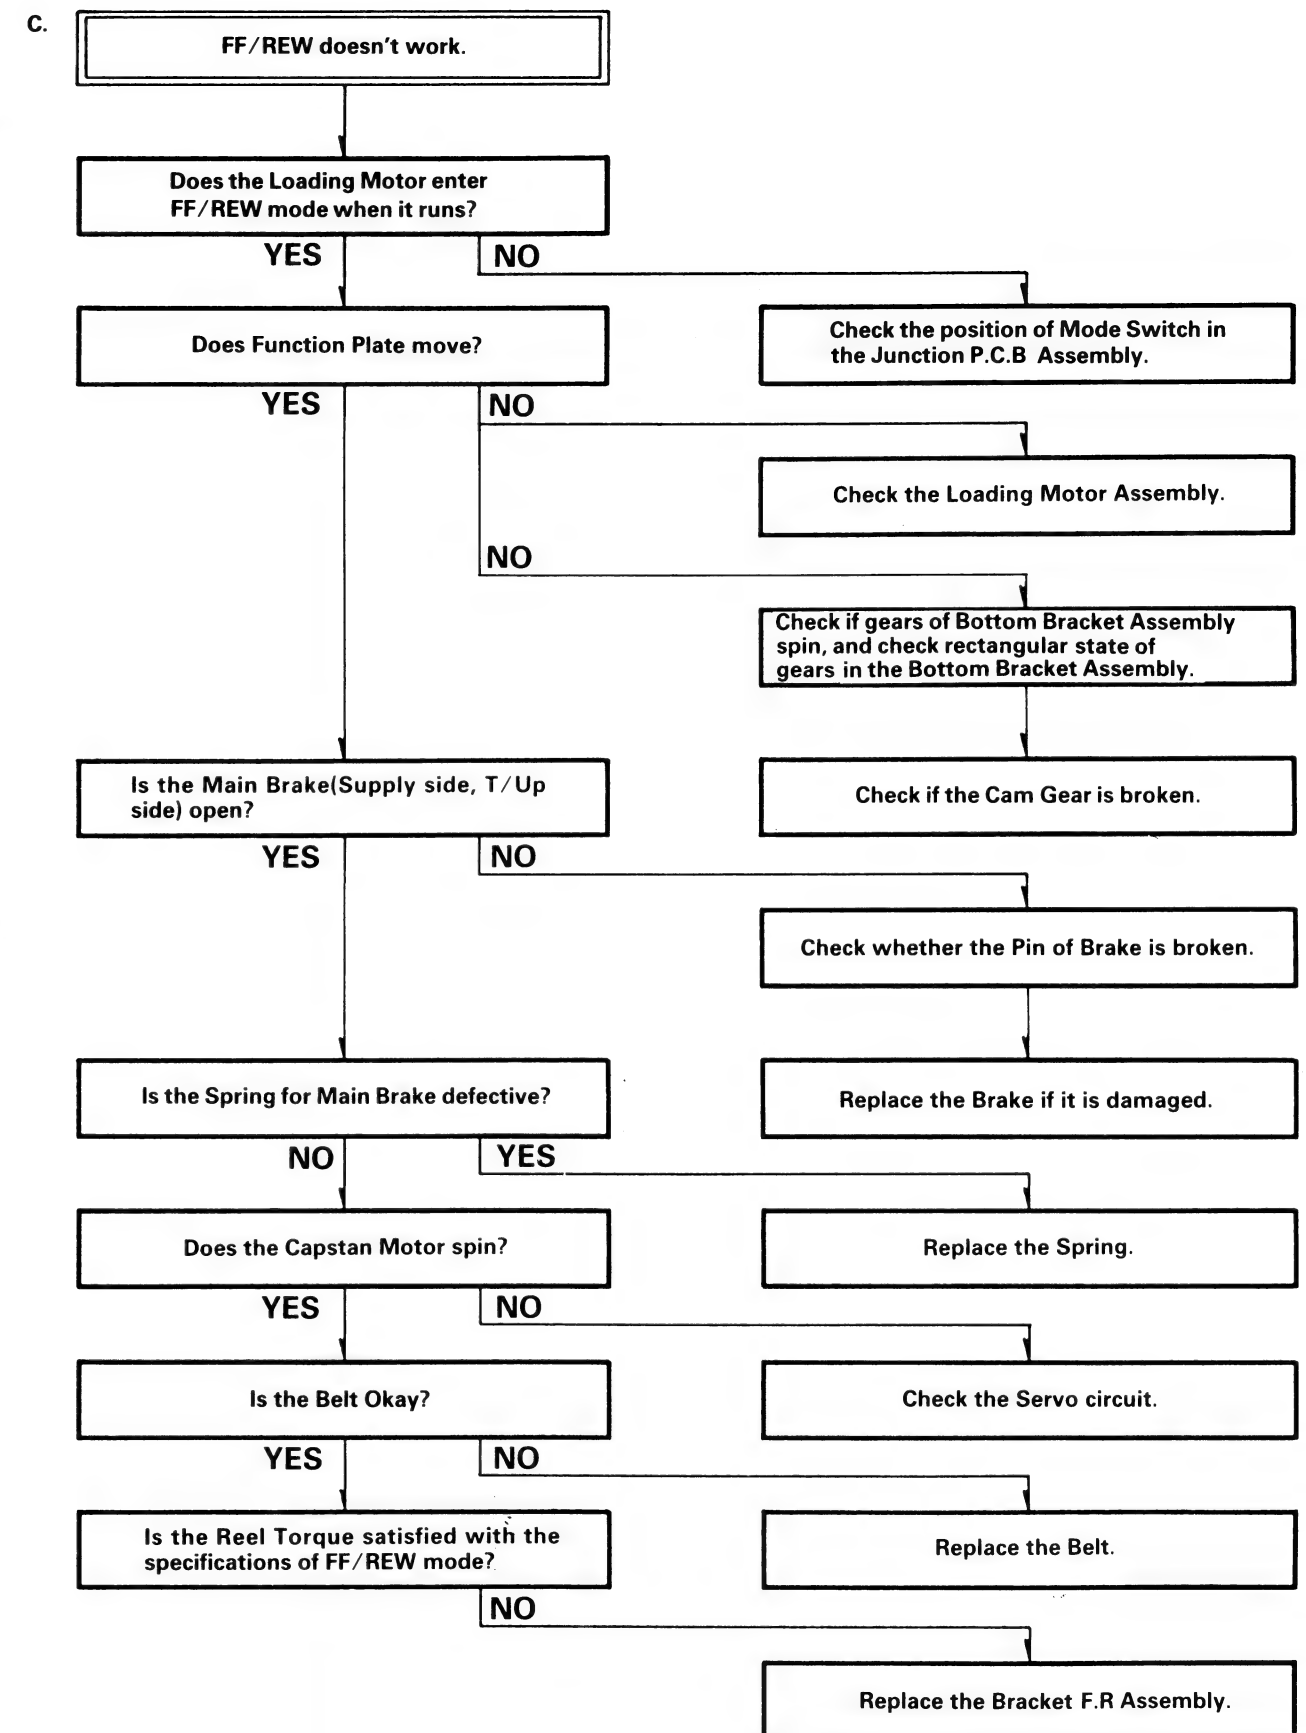 C.
FF/REW doesn't work.
Does the Loading Motor enter
FF/REW mode when it runs?
YES
NO
Does Function Plate move?
Check the position of Mode Switch in
the Junction P.C.B Assembly.
YES
NO
Check the Loading Motor Assembly.
NO
Check if gears of Bottom Bracket Assembly
spin, and check rectangular state of
gears in the Bottom Bracket Assembly.
Is the Main Brake(Supply side, T/Up
side) open?
Check if the Cam Gear is broken.
YES
NO
Check whether the Pin of Brake is broken.
Is the Spring for Main Brake defective?
Replace the Brake if it is damaged.
NO
YES
Does the Capstan Motor spin?
Replace the Spring.
YES
NO
Is the Belt Okay?
Check the Servo circuit.
YES
NO
Is the Reel Torque satisfied with the
specifications of FF/REW mode?
Replace the Belt.
NO
Replace the Bracket F.R Assembly.